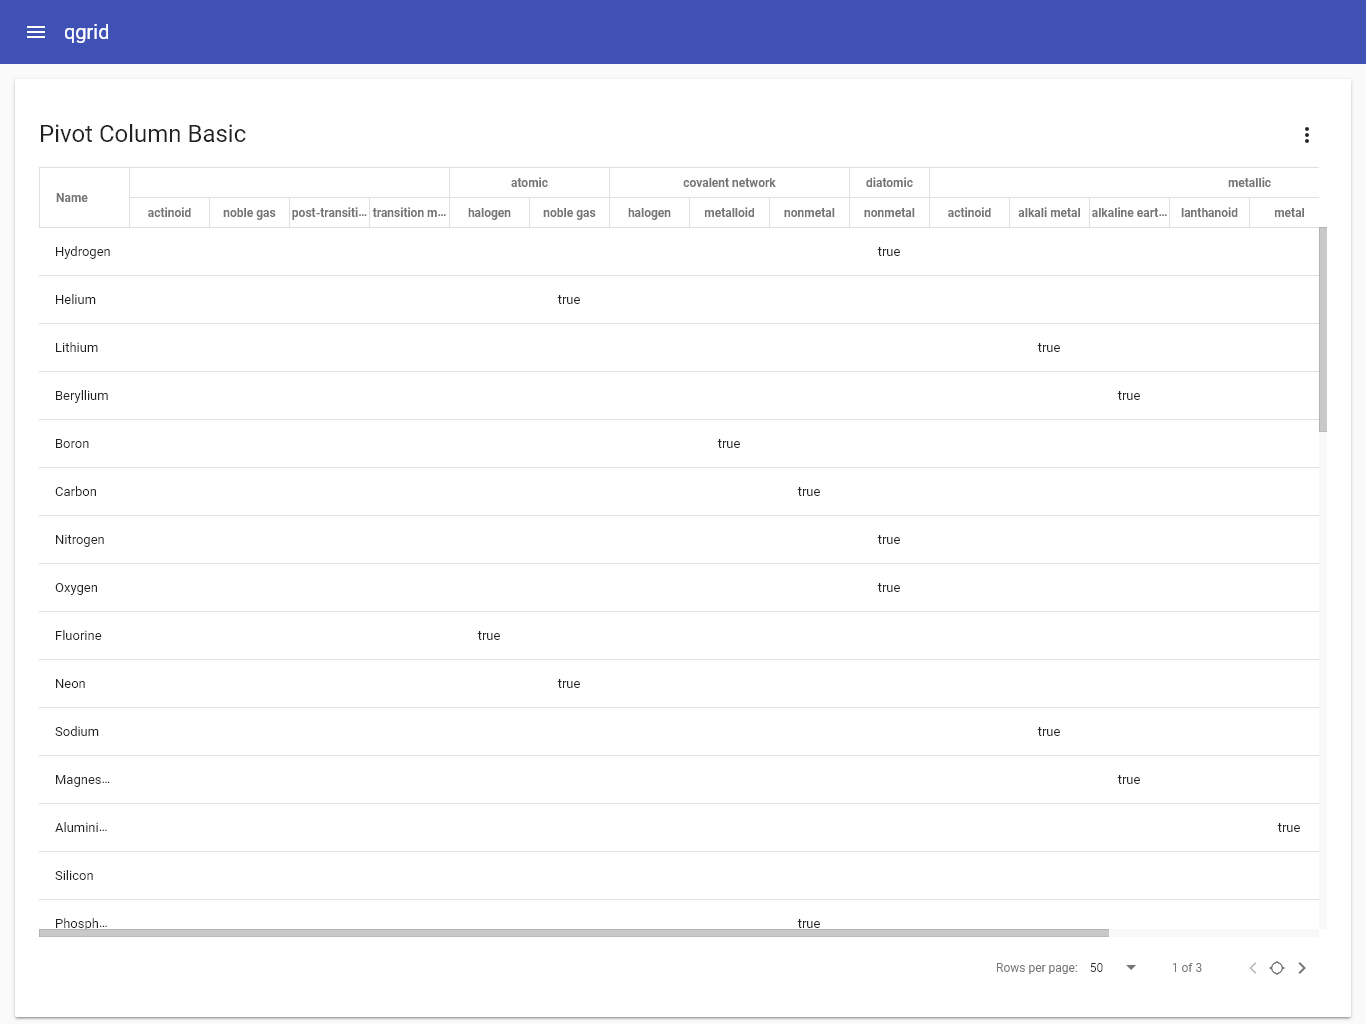 qgrid
Pivot Column Basic
Name atomic covalent network diatomic metallic
actinoid noble gas post-transiti... transition m... halogen noble gas halogen metalloid nonmetal nonmetal actinoid alkali metal alkaline eart... lanthanoid metal
Hydrogen true
Helium true
Lithium true
Beryllium true
Boron true
Carbon true
Nitrogen true
Oxygen true
Fluorine true
Neon true
Sodium true
Magnes... true
Alumini... true
Silicon
Phosph... true
Rows per page: 50 1 of 3